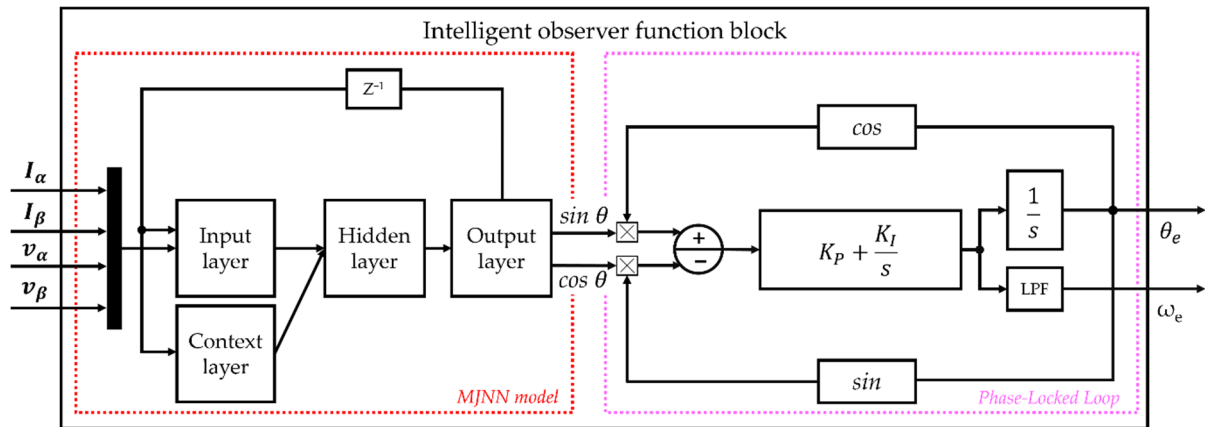 Intelligent observer function block
Z⁻¹
cos
I_α
I_β
v_α
v_β
Input
layer
Hidden
layer
Output
layer
sin θ
cos θ
+
−
K_P + K_I/s
1/s
θ_e
LPF
ω_e
Context
layer
sin
MJNN model
Phase-Locked Loop